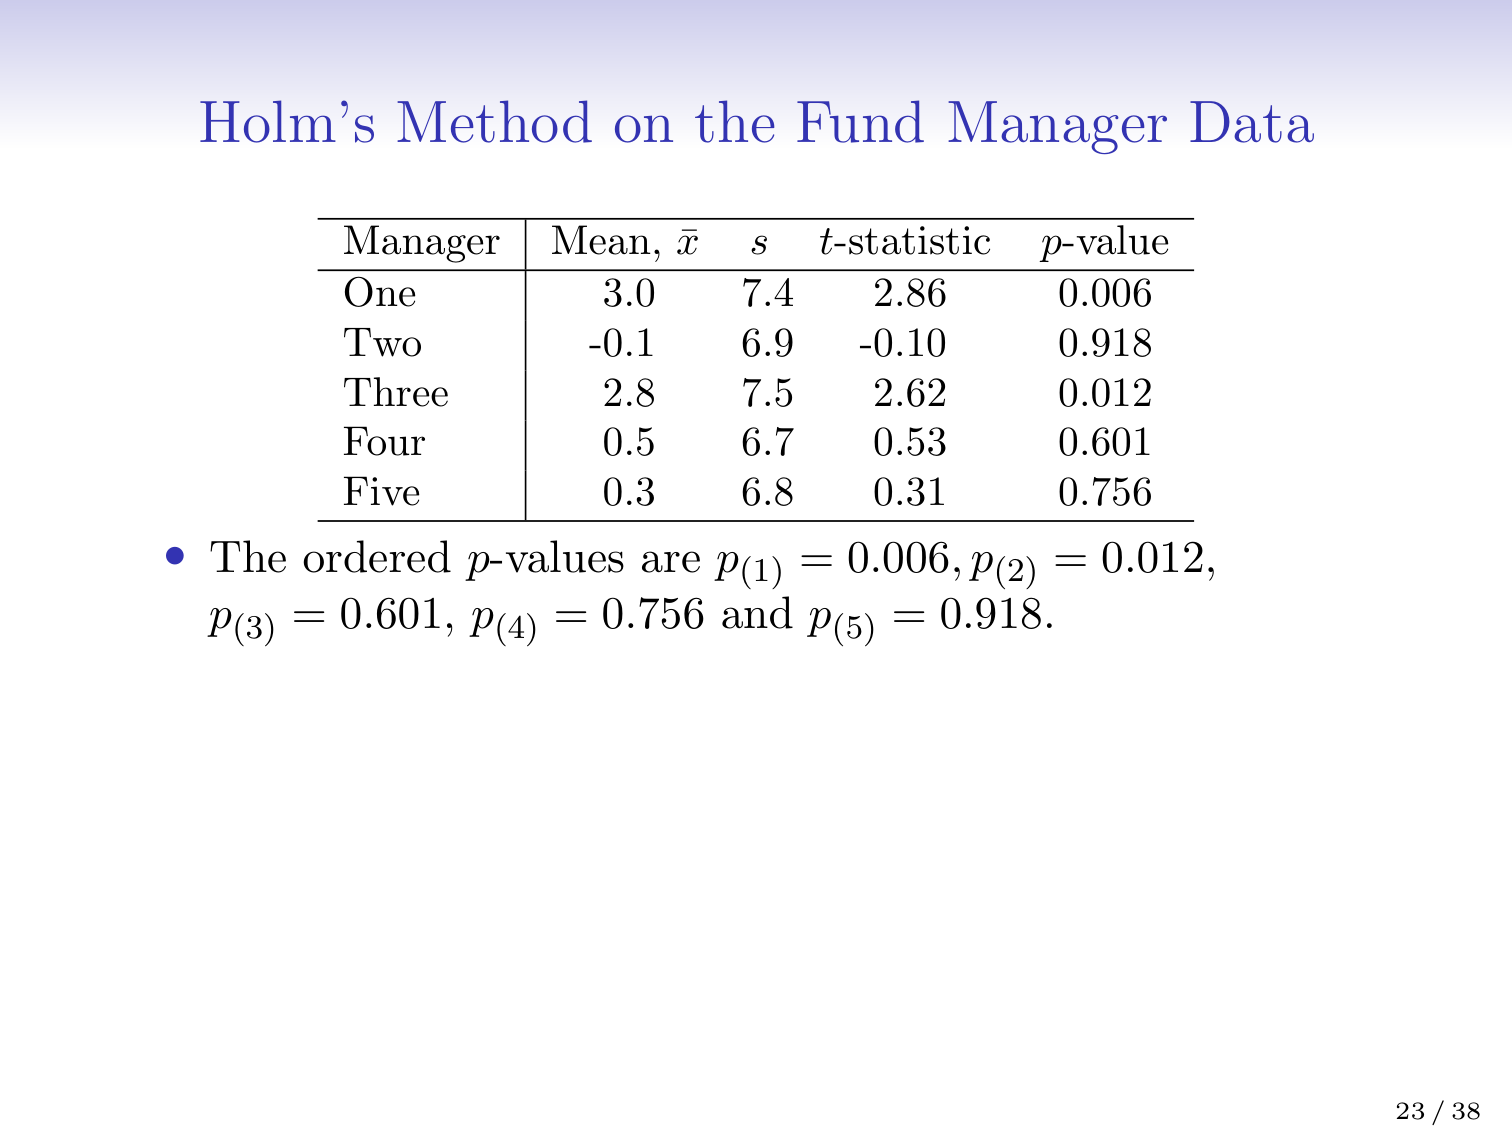 Holm's Method on the Fund Manager Data
Manager Mean, x̄ s t-statistic p-value
One 3.0 7.4 2.86 0.006
Two -0.1 6.9 -0.10 0.918
Three 2.8 7.5 2.62 0.012
Four 0.5 6.7 0.53 0.601
Five 0.3 6.8 0.31 0.756
• The ordered p-values are p₍₁₎ = 0.006, p₍₂₎ = 0.012,
p₍₃₎ = 0.601, p₍₄₎ = 0.756 and p₍₅₎ = 0.918.
23 / 38